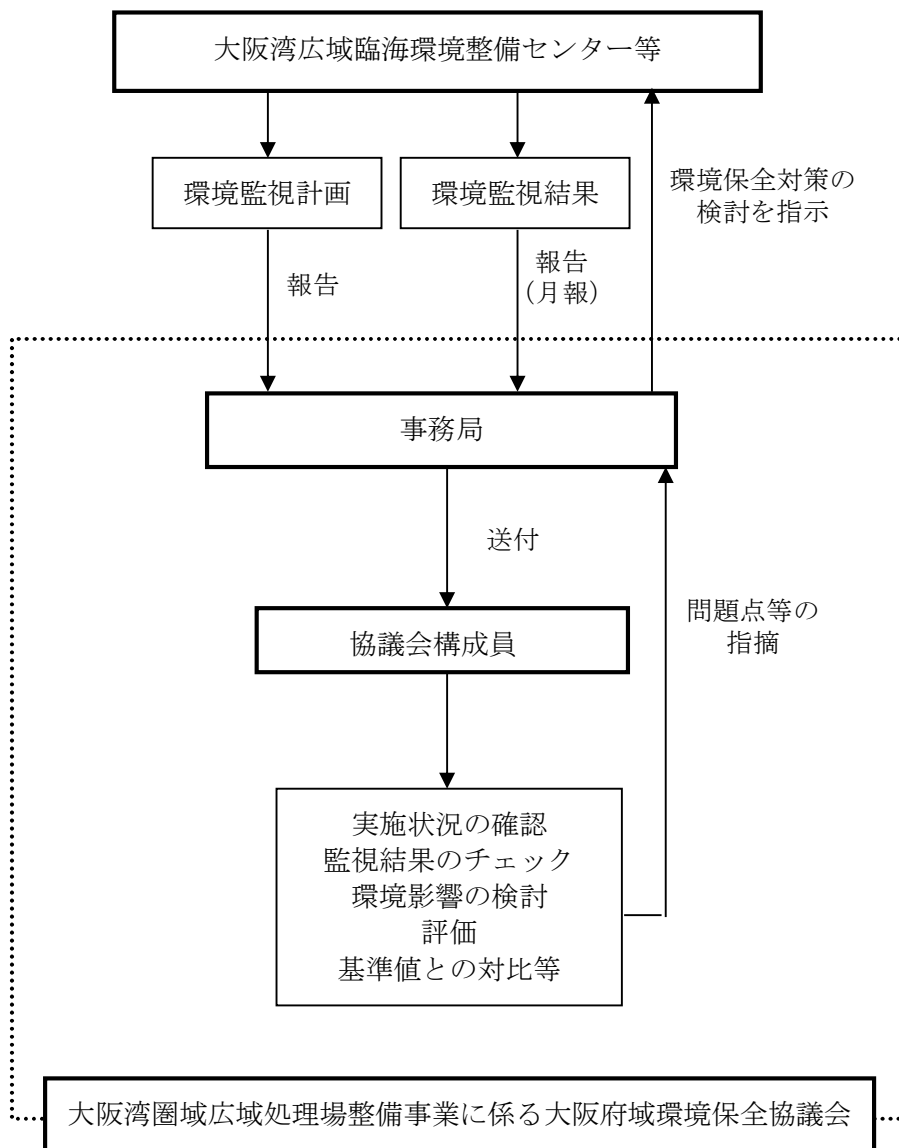 大阪湾広域臨海環境整備センター等
環境監視計画
環境監視結果
環境保全対策の
検討を指示
報告
報告
（月報）
事務局
送付
協議会構成員
問題点等の
指摘
実施状況の確認
監視結果のチェック
環境影響の検討
評価
基準値との対比等
大阪湾圏域広域処理場整備事業に係る大阪府域環境保全協議会